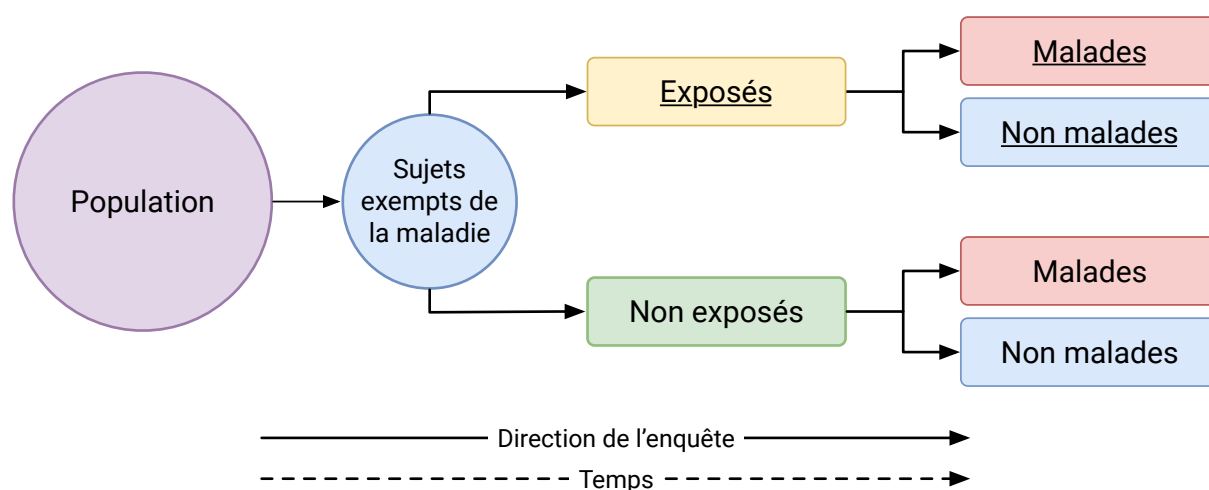 Population
Sujets
exempts de
la maladie
Exposés
Malades
Non malades
Non exposés
Malades
Non malades
Direction de l’enquête
Temps